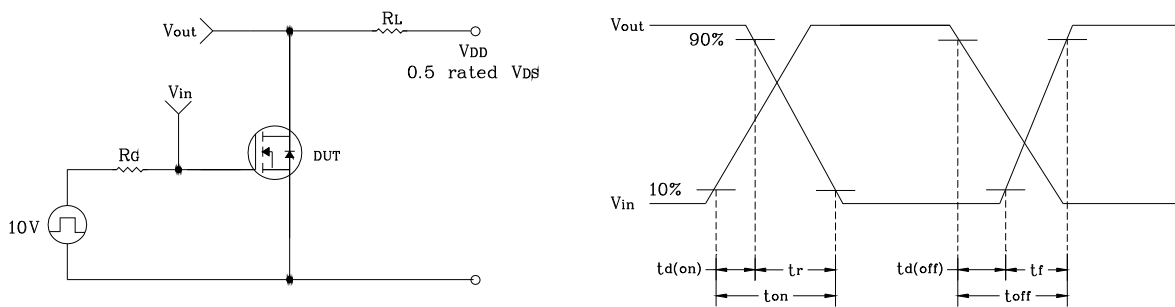 Vout
RL
VDD
0.5 rated VDS
Vin
RG
DUT
10V
Vout
90%
10%
Vin
td(on)
tr
ton
td(off)
tf
toff